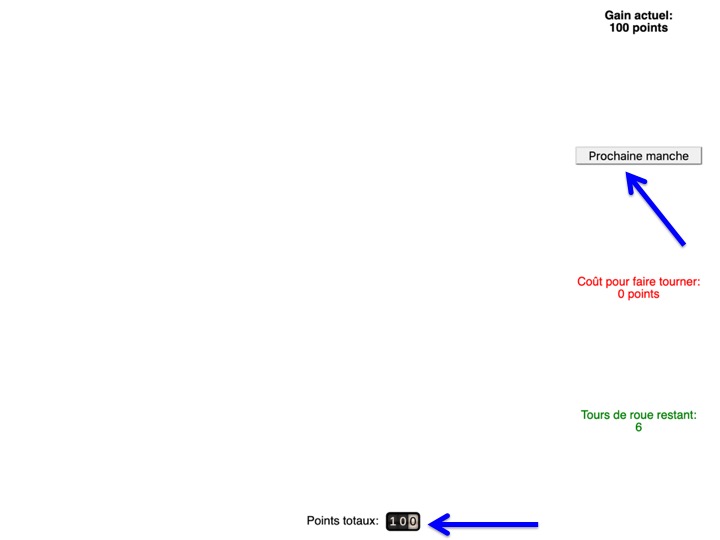 Gain actuel:
100 points
Prochaine manche
Coût pour faire tourner:
0 points
Tours de roue restant:
6
Points totaux: 100